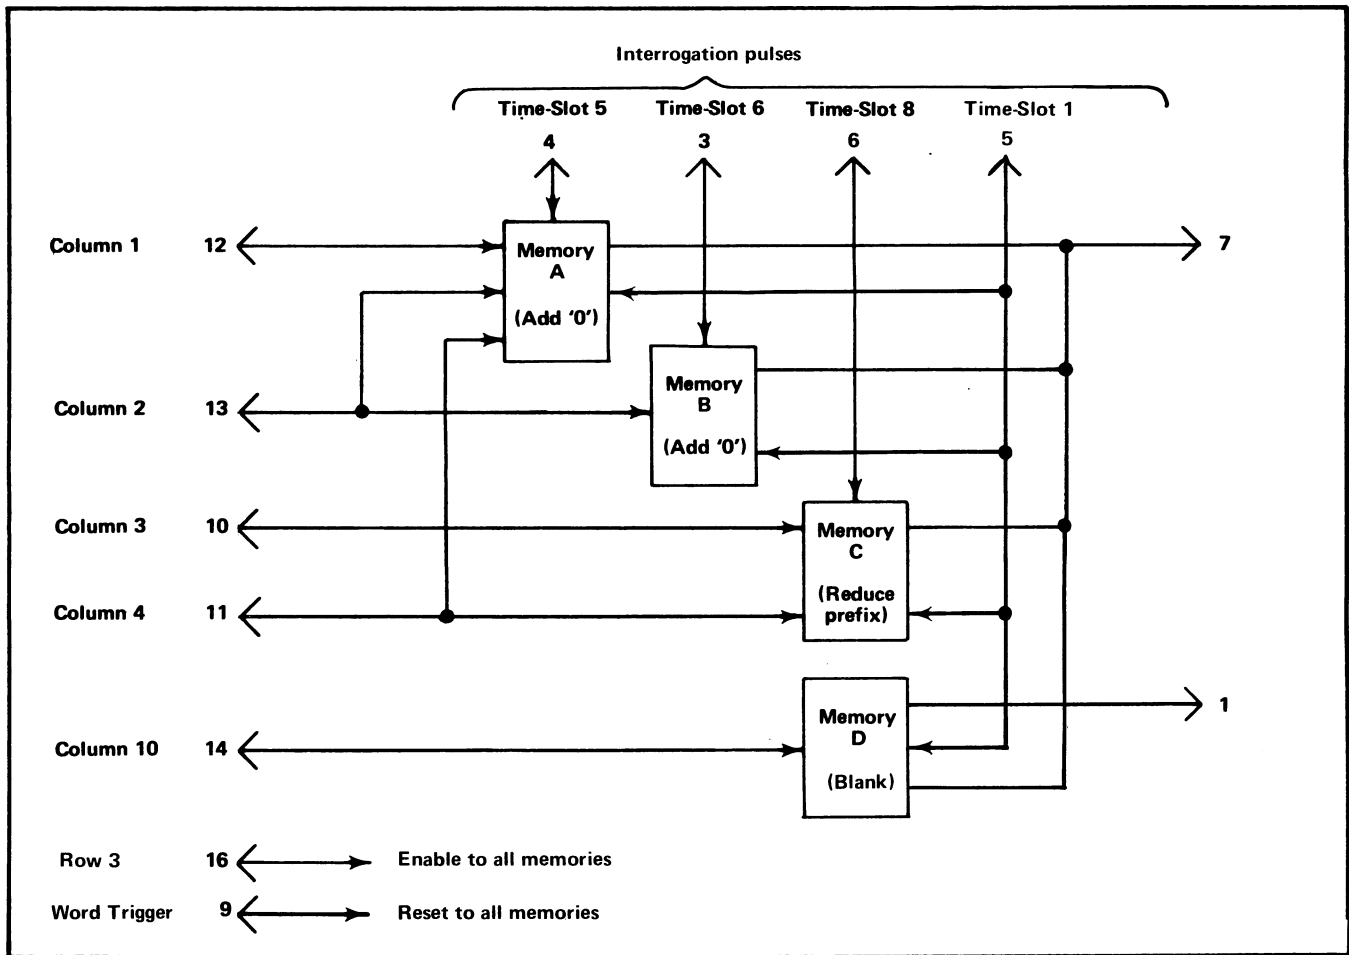 Interrogation pulses
Time-Slot 5 Time-Slot 6 Time-Slot 8 Time-Slot 1
4 3 6 5
Column 1 12
Memory
A
(Add '0')
7
Column 2 13
Memory
B
(Add '0')
Column 3 10
Memory
C
(Reduce
prefix)
Column 4 11
Memory
D
(Blank)
1
Column 10 14
Row 3 16 Enable to all memories
Word Trigger 9 Reset to all memories